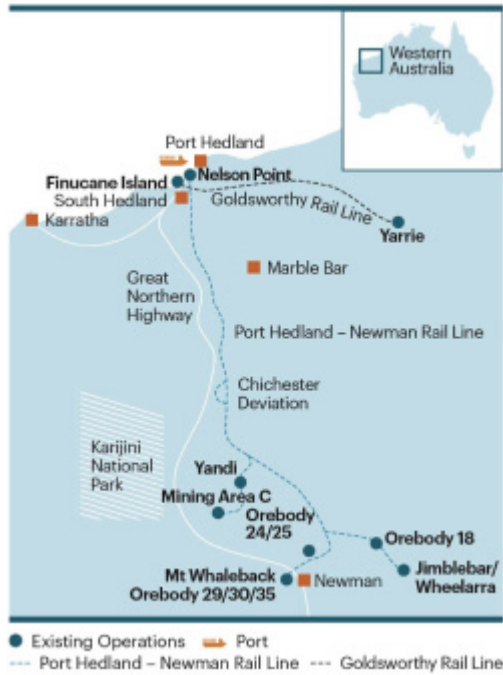 Western
Australia
Port Hedland
Nelson Point
Finucane Island
South Hedland
Goldsworthy Rail Line
Karratha
Yarrie
Marble Bar
Great
Northern
Highway
Port Hedland – Newman Rail Line
Chichester
Deviation
Karijini
National
Park
Yandi
Mining Area C
Orebody
24/25
Orebody 18
Mt Whaleback
Orebody 29/30/35
Newman
Jimblebar/
Wheelarra
Existing Operations
Port
Port Hedland – Newman Rail Line
Goldsworthy Rail Line